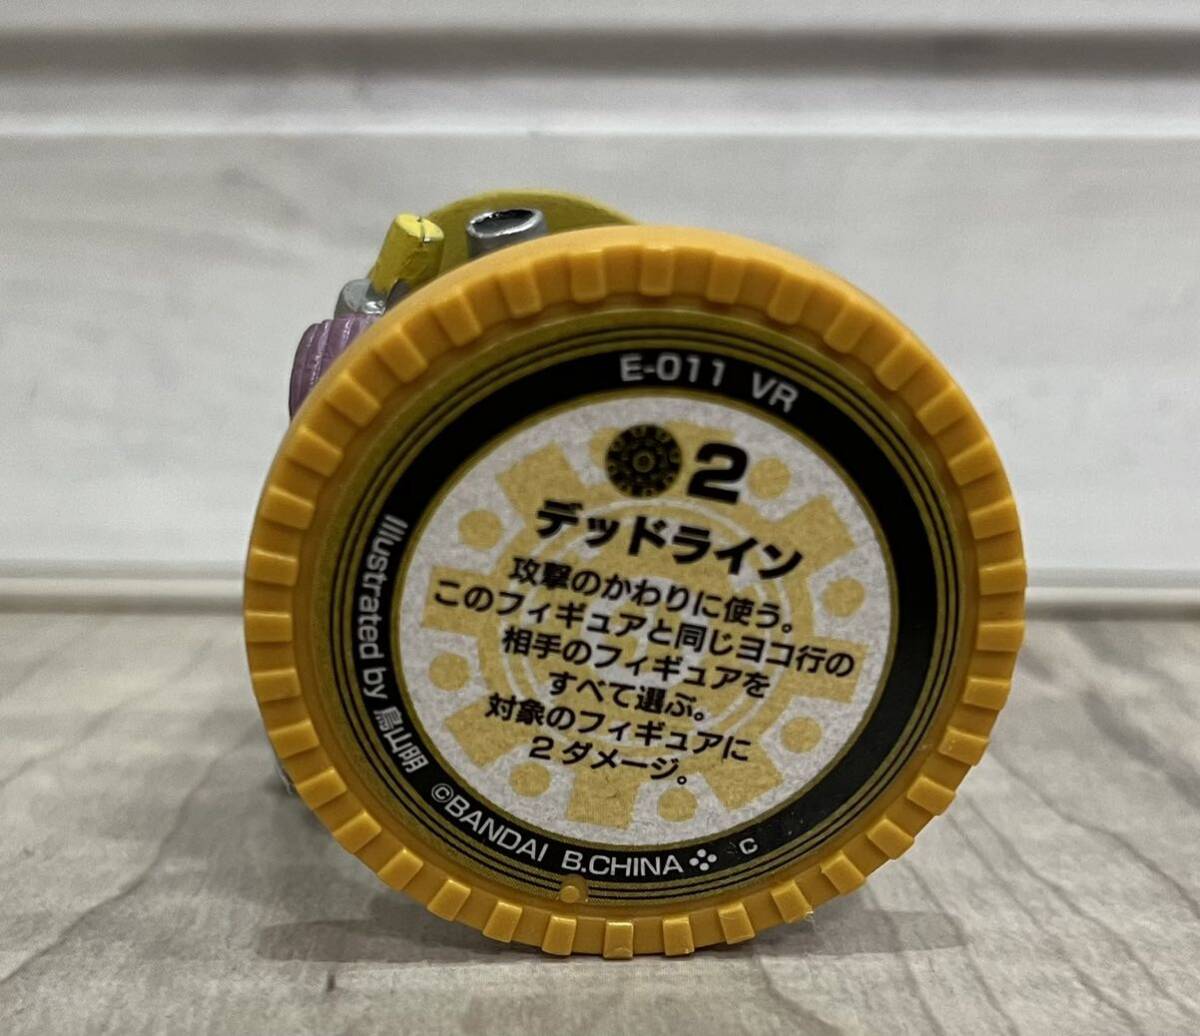 E-011 VR
2
デッドライン
攻撃のかわりに使う。
このフィギュアと同じヨコ行の
相手のフィギュアを
すべて選ぶ。
対象のフィギュアに
2ダメージ。
Illustrated by 鳥山明
©BANDAI B.CHINA C